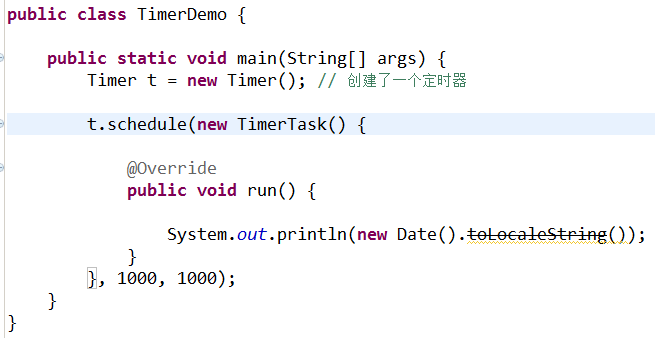 public class TimerDemo {
public static void main(String[] args) {
Timer t = new Timer(); // 创建了一个定时器
t.schedule(new TimerTask() {
@Override
public void run() {
System.out.println(new Date().toLocaleString());
}
}, 1000, 1000);
}
}